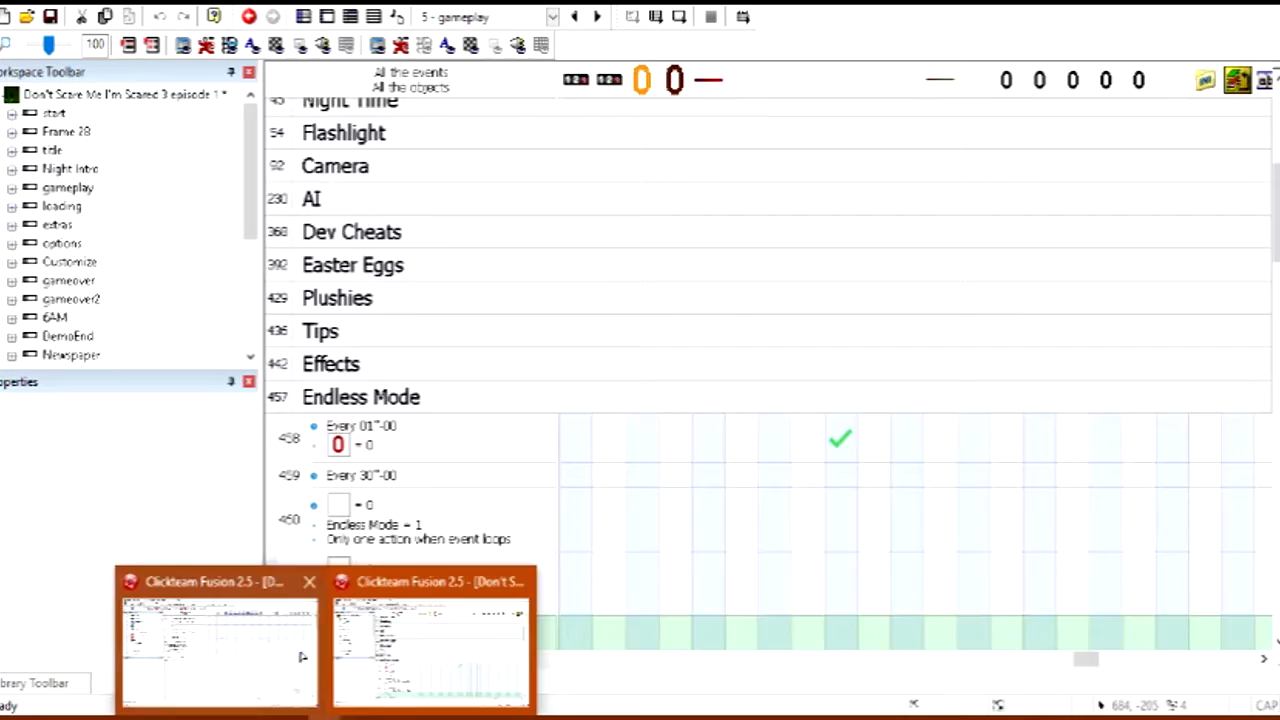 5 - gameplay
100
orkspace Toolbar
All the events
All the objects
0 0
0 0 0 0 0
Don't Scare Me I'm Scared 3 episode 1 *
start
Frame 28
title
Night Intro
gameplay
loading
extras
options
Customize
gameover
gameover2
6AM
DemoEnd
Newspaper
operties
Night Time
54 Flashlight
92 Camera
230 AI
368 Dev Cheats
392 Easter Eggs
429 Plushies
436 Tips
442 Effects
457 Endless Mode
458 Every 01"-00
0 = 0
459 Every 30"-00
= 0
460 Endless Mode = 1
Only one action when event loops
Clickteam Fusion 2.5 - [D...
Clickteam Fusion 2.5 - [Don't S...
brary Toolbar
ady
684, -205
4
CAP